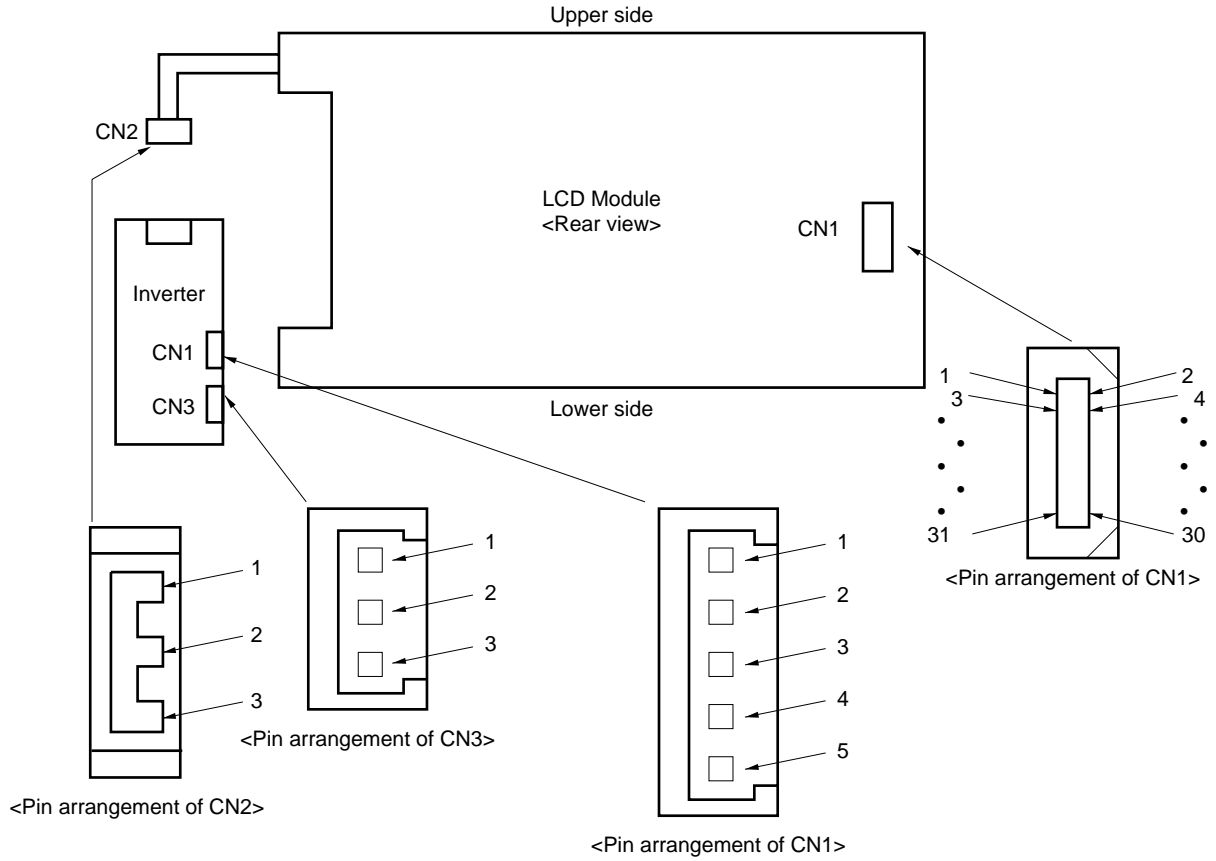 Upper side
CN2
LCD Module
<Rear view>
CN1
Inverter
CN1
CN3
Lower side
1
2
3
4
31
30
<Pin arrangement of CN1>
1
2
3
<Pin arrangement of CN2>
1
2
3
<Pin arrangement of CN3>
1
2
3
4
5
<Pin arrangement of CN1>